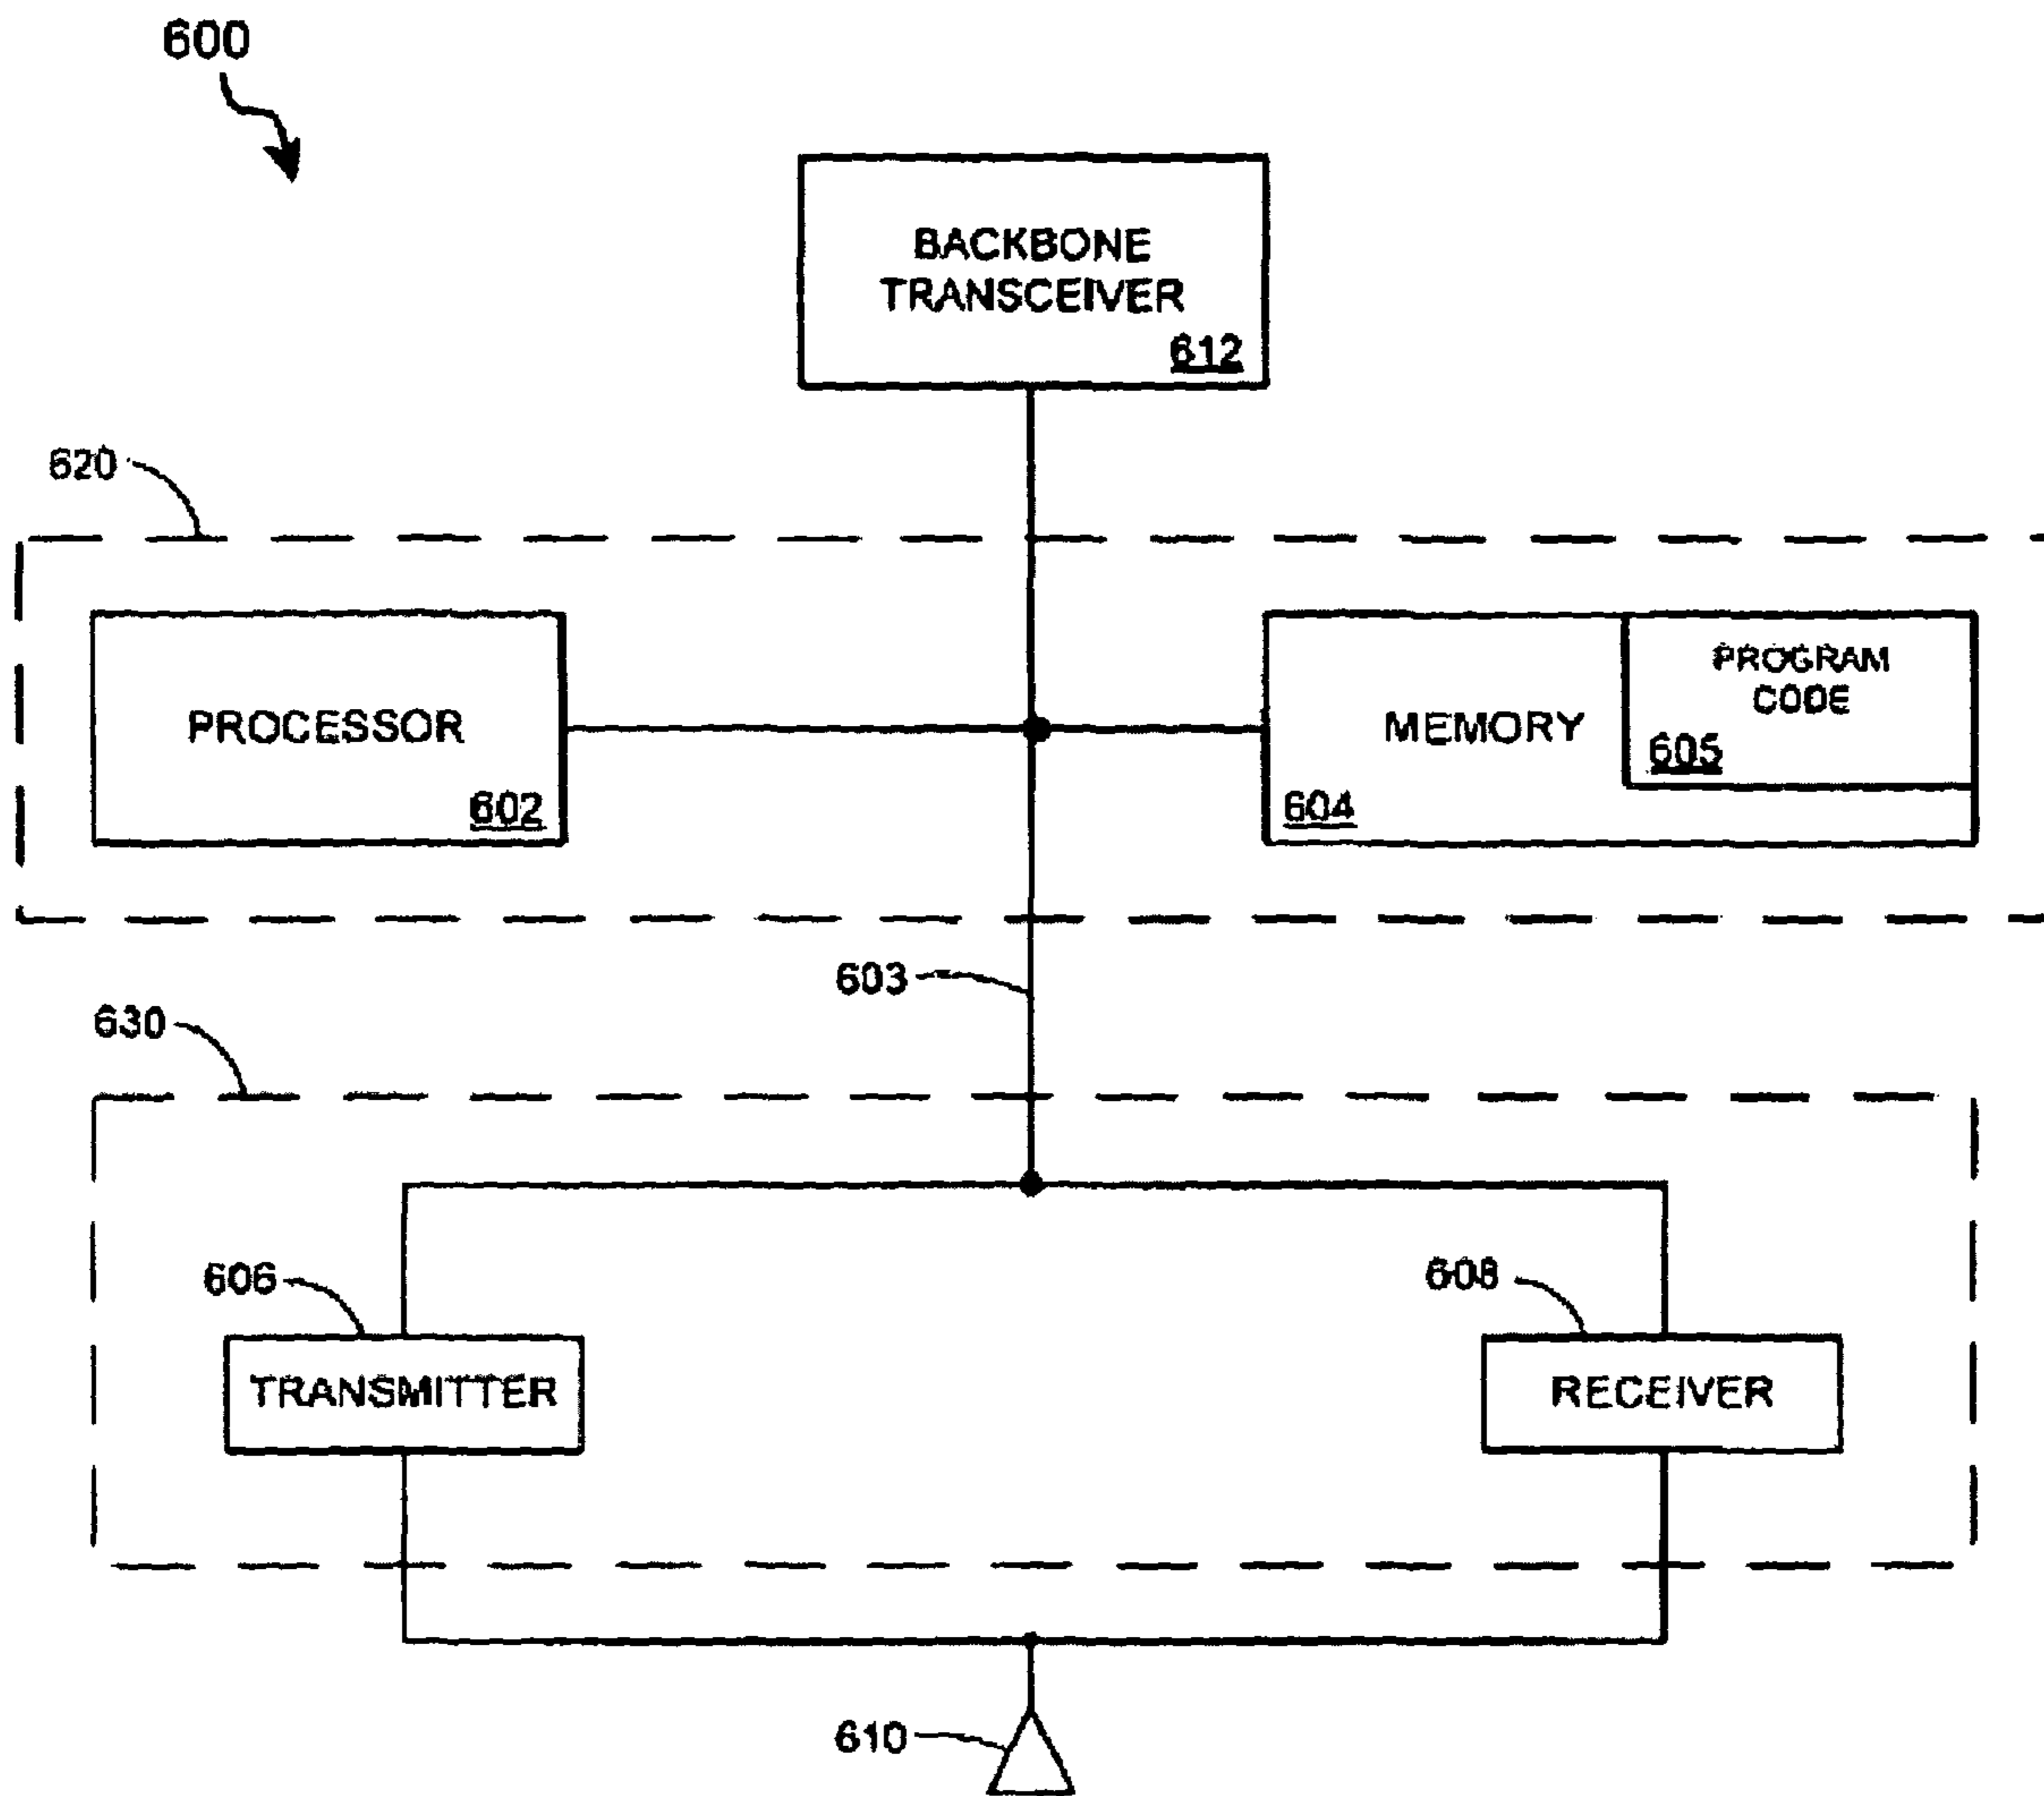 600
BACKBONE
TRANSCEIVER
612
620
PROCESSOR
602
MEMORY
604
PROGRAM
CODE
605
603
630
606
TRANSMITTER
608
RECEIVER
610